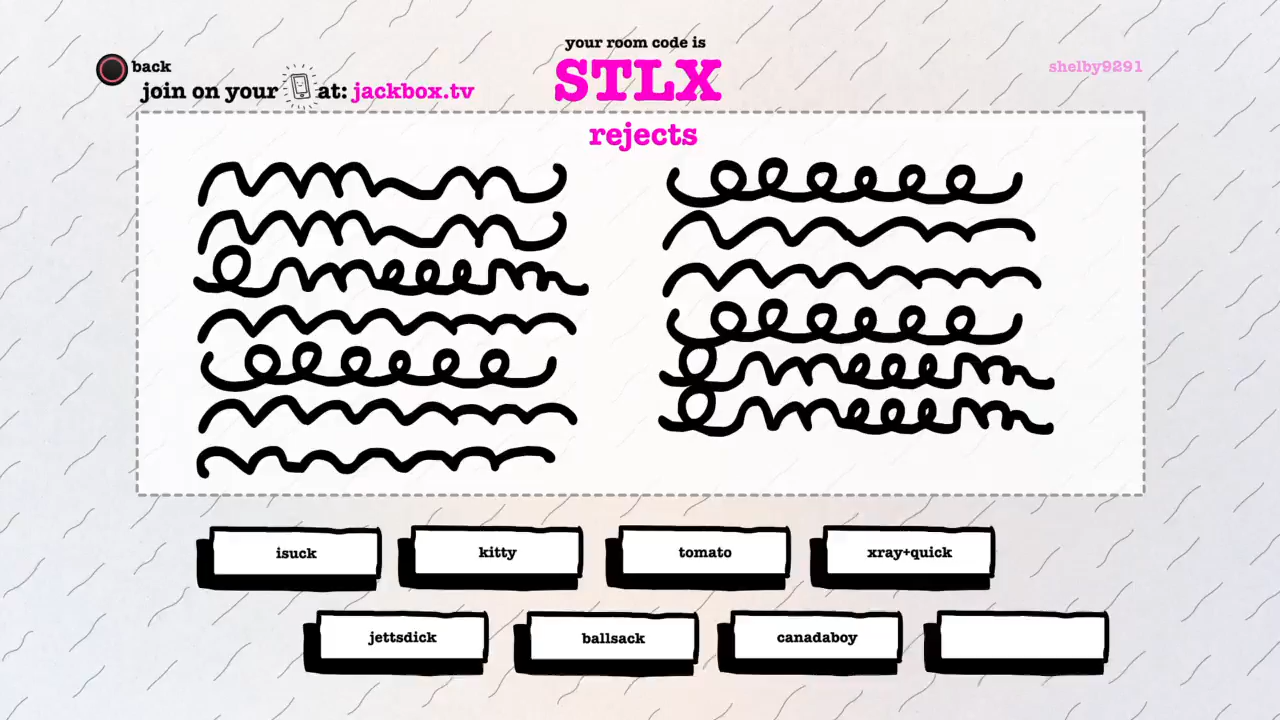 your room code is
STLX
shelby9291
back
join on your at: jackbox.tv
rejects
isuck
kitty
tomato
xray+quick
jettsdick
ballsack
canadaboy